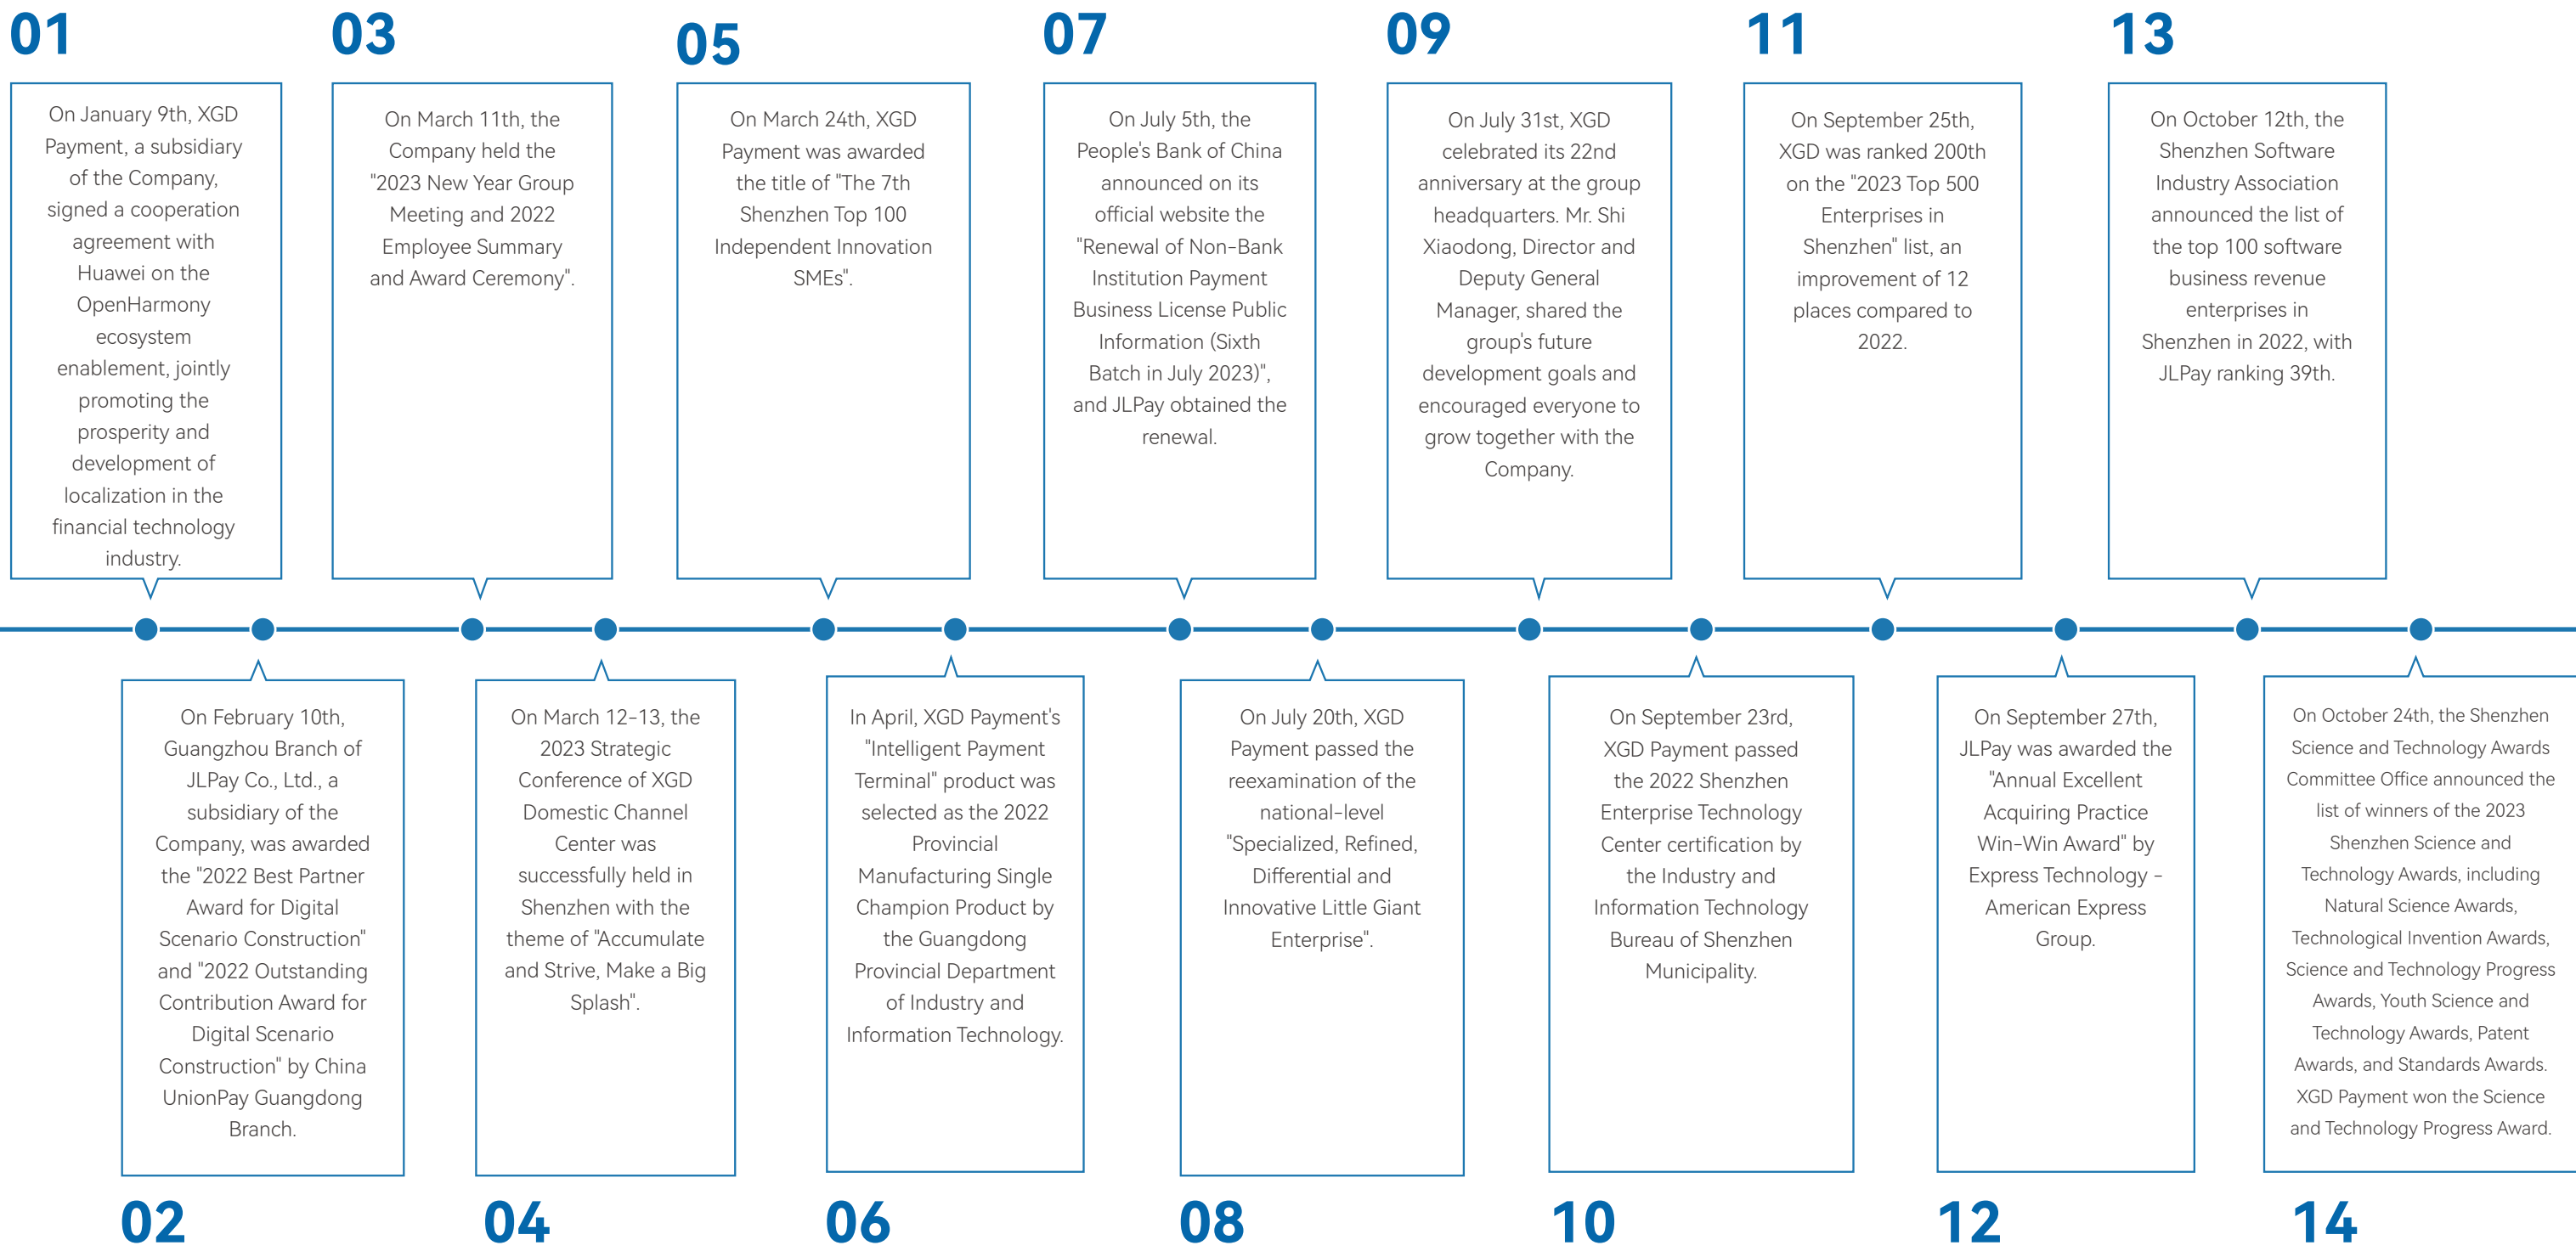 01
On January 9th, XGD
Payment, a subsidiary
of the Company,
signed a cooperation
agreement with
Huawei on the
OpenHarmony
ecosystem
enablement, jointly
promoting the
prosperity and
development of
localization in the
financial technology
industry.
02
On February 10th,
Guangzhou Branch of
JLPay Co., Ltd., a
subsidiary of the
Company, was awarded
the "2022 Best Partner
Award for Digital
Scenario Construction"
and "2022 Outstanding
Contribution Award for
Digital Scenario
Construction" by China
UnionPay Guangdong
Branch.
03
On March 11th, the
Company held the
"2023 New Year Group
Meeting and 2022
Employee Summary
and Award Ceremony".
04
On March 12-13, the
2023 Strategic
Conference of XGD
Domestic Channel
Center was
successfully held in
Shenzhen with the
theme of "Accumulate
and Strive, Make a Big
Splash".
05
On March 24th, XGD
Payment was awarded
the title of "The 7th
Shenzhen Top 100
Independent Innovation
SMEs".
06
In April, XGD Payment's
"Intelligent Payment
Terminal" product was
selected as the 2022
Provincial
Manufacturing Single
Champion Product by
the Guangdong
Provincial Department
of Industry and
Information Technology.
07
On July 5th, the
People's Bank of China
announced on its
official website the
"Renewal of Non-Bank
Institution Payment
Business License Public
Information (Sixth
Batch in July 2023)",
and JLPay obtained the
renewal.
08
On July 20th, XGD
Payment passed the
reexamination of the
national-level
"Specialized, Refined,
Differential and
Innovative Little Giant
Enterprise".
09
On July 31st, XGD
celebrated its 22nd
anniversary at the group
headquarters. Mr. Shi
Xiaodong, Director and
Deputy General
Manager, shared the
group's future
development goals and
encouraged everyone to
grow together with the
Company.
10
On September 23rd,
XGD Payment passed
the 2022 Shenzhen
Enterprise Technology
Center certification by
the Industry and
Information Technology
Bureau of Shenzhen
Municipality.
11
On September 25th,
XGD was ranked 200th
on the "2023 Top 500
Enterprises in
Shenzhen" list, an
improvement of 12
places compared to
2022.
12
On September 27th,
JLPay was awarded the
"Annual Excellent
Acquiring Practice
Win-Win Award" by
Express Technology -
American Express
Group.
13
On October 12th, the
Shenzhen Software
Industry Association
announced the list of
the top 100 software
business revenue
enterprises in
Shenzhen in 2022, with
JLPay ranking 39th.
14
On October 24th, the Shenzhen
Science and Technology Awards
Committee Office announced the
list of winners of the 2023
Shenzhen Science and
Technology Awards, including
Natural Science Awards,
Technological Invention Awards,
Science and Technology Progress
Awards, Youth Science and
Technology Awards, Patent
Awards, and Standards Awards.
XGD Payment won the Science
and Technology Progress Award.